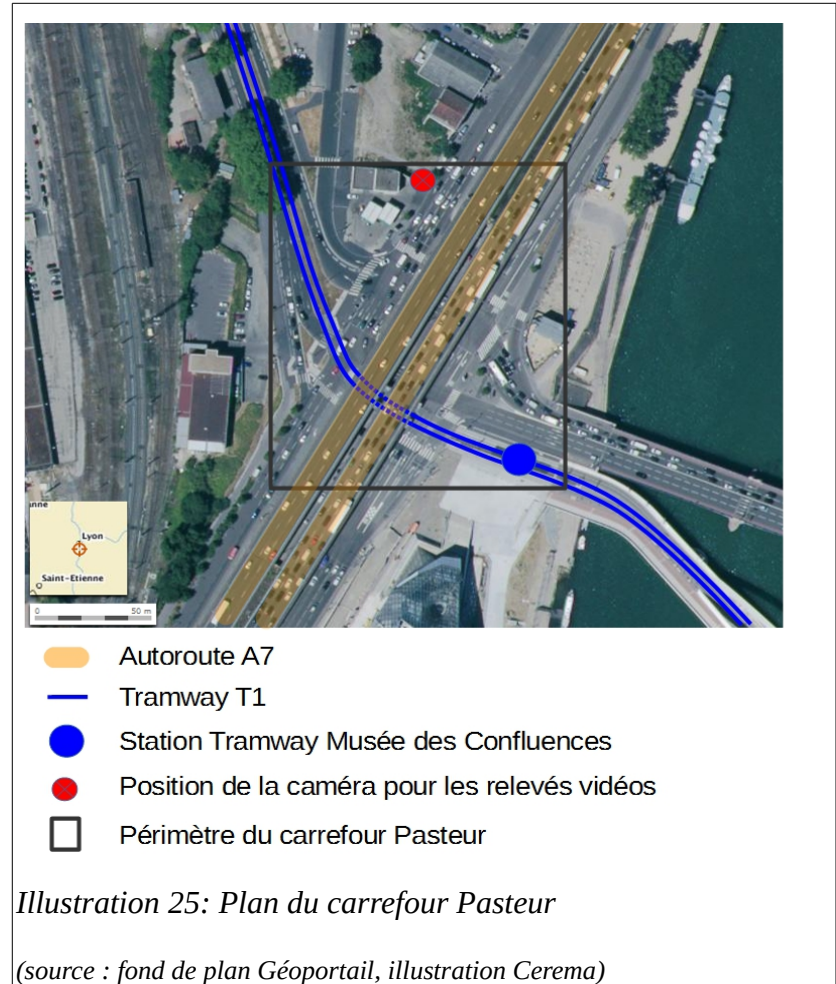 anne
Lyon
Saint-Etienne
0 50 m
Autoroute A7
Tramway T1
Station Tramway Musée des Confluences
Position de la caméra pour les relevés vidéos
Périmètre du carrefour Pasteur
Illustration 25: Plan du carrefour Pasteur
(source : fond de plan Géoportail, illustration Cerema)